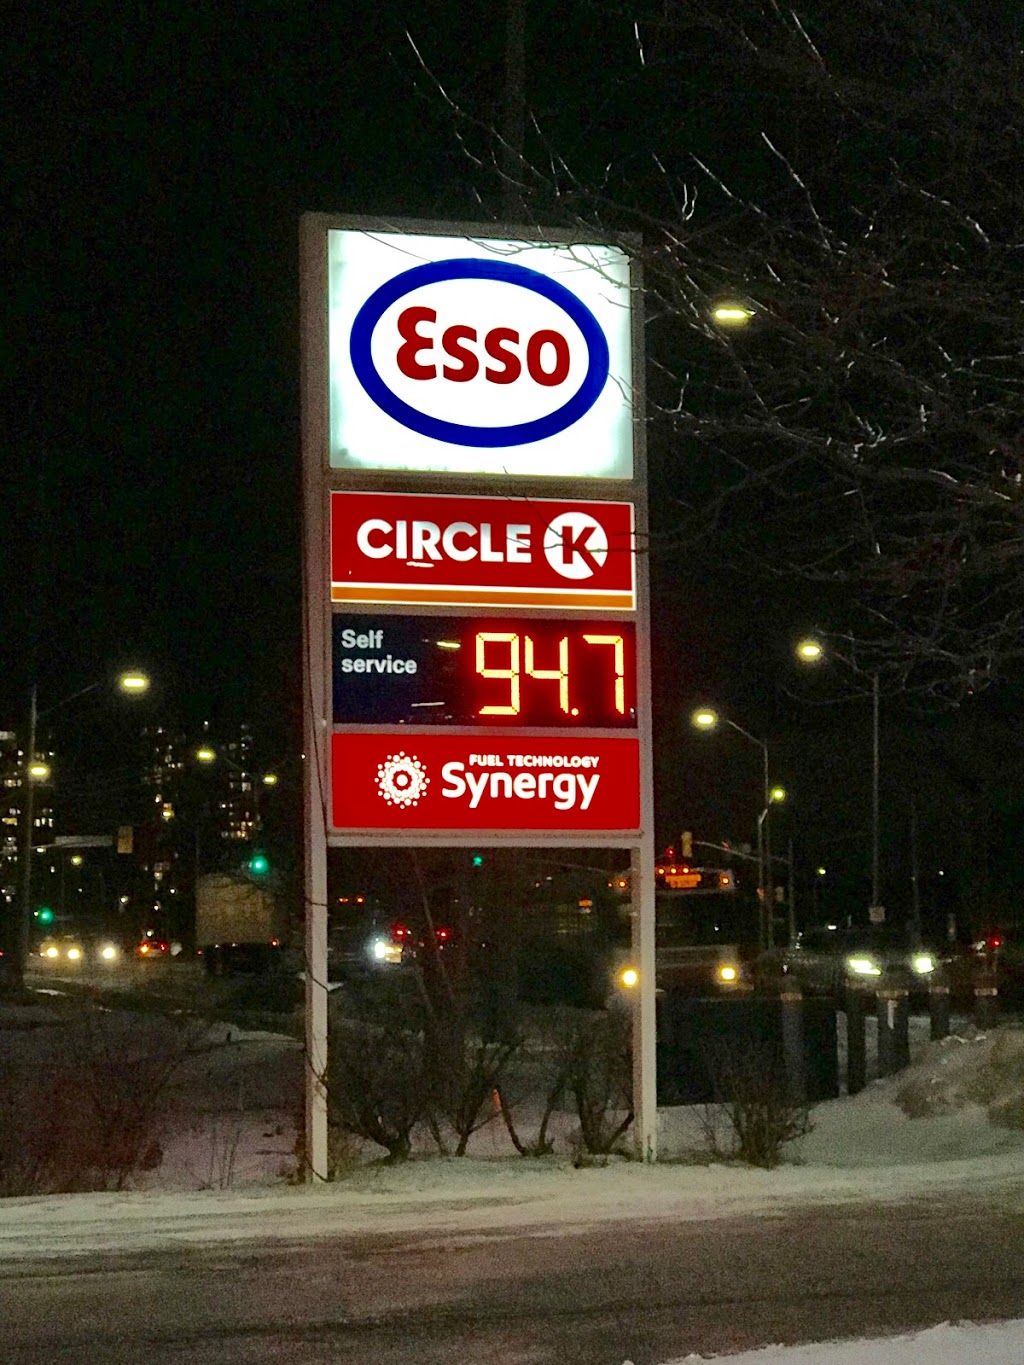 Esso
CIRCLE K
Self
service
94.7
FUEL TECHNOLOGY
Synergy